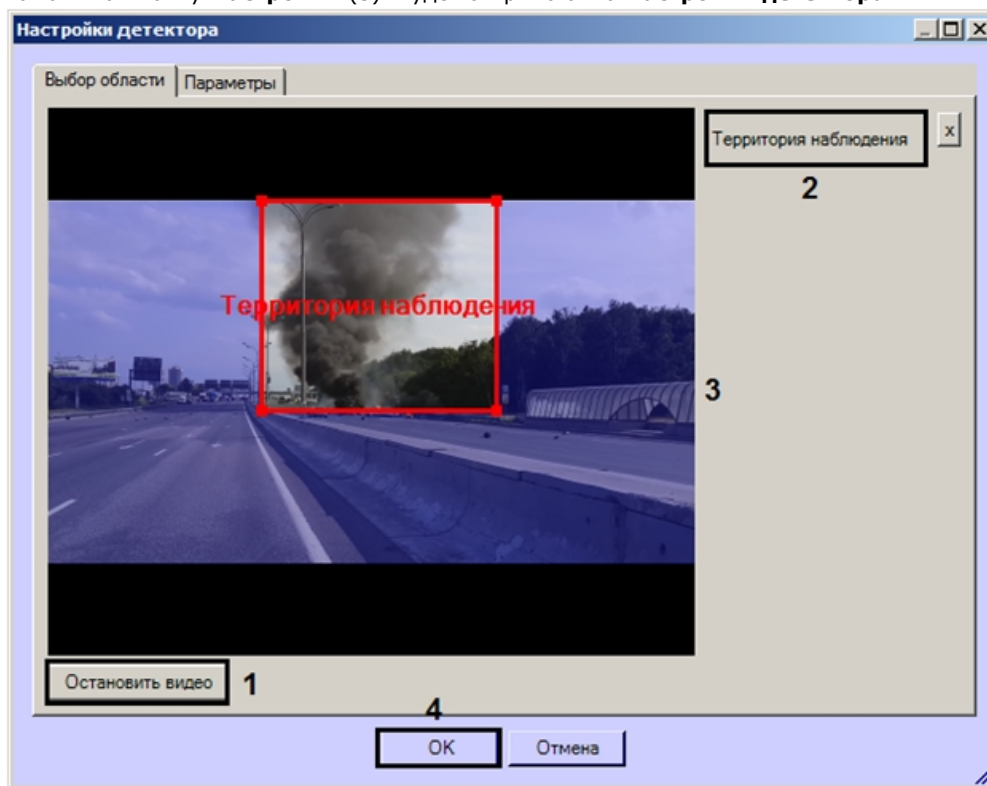 Настройки детектора
Выбор области Параметры
Территория наблюдения x
2
Территория наблюдения
3
Остановить видео 1
4
OK Отмена